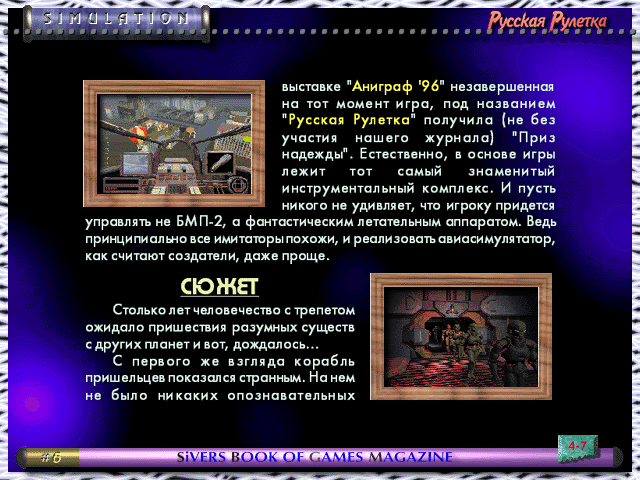 SIMULATION
Русская Рулетка
выставке "Аниграф '96" незавершенная
на тот момент игра, под названием
"Русская Рулетка" получила (не без
участия нашего журнала) "Приз
надежды". Естественно, в основе игры
лежит тот самый знаменитый
инструментальный комплекс. И пусть
никого не удивляет, что игроку придется
управлять не БМП-2, а фантастическим летательным аппаратом. Ведь
принципиально все имитаторы похожи, и реализовать авиасимулятор,
как считают создатели, даже проще.
СЮЖЕТ
Столько лет человечество с трепетом
ожидало пришествия разумных существ
с других планет и вот, дождалось...
С первого же взгляда корабль
пришельцев показался странным. На нем
не было никаких опознавательных
4-7
#6
SiVERS BOOK OF GAMES MAGAZINE